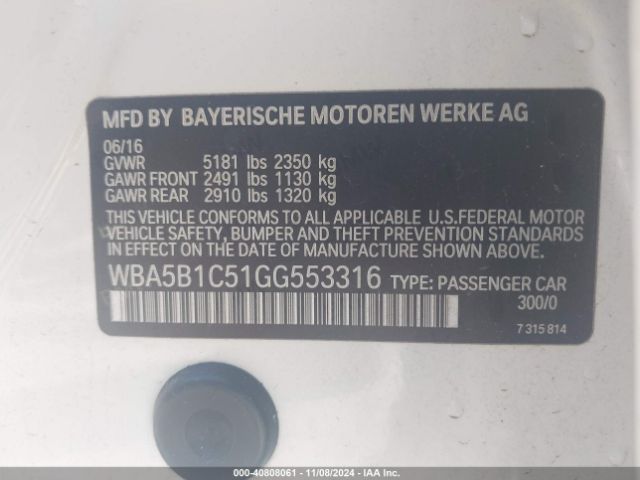 MFD BY BAYERISCHE MOTOREN WERKE AG
06/16
GVWR 5181 lbs 2350 kg
GAWR FRONT 2491 lbs 1130 kg
GAWR REAR 2910 lbs 1320 kg
THIS VEHICLE CONFORMS TO ALL APPLICABLE U.S.FEDERAL MOTOR
VEHICLE SAFETY, BUMPER AND THEFT PREVENTION STANDARDS
IN EFFECT ON THE DATE OF MANUFACTURE SHOWN ABOVE.
WBA5B1C51GG553316 TYPE: PASSENGER CAR
300/0
7 315 814
000-40808061 - 11/08/2024 - IAAI.COM